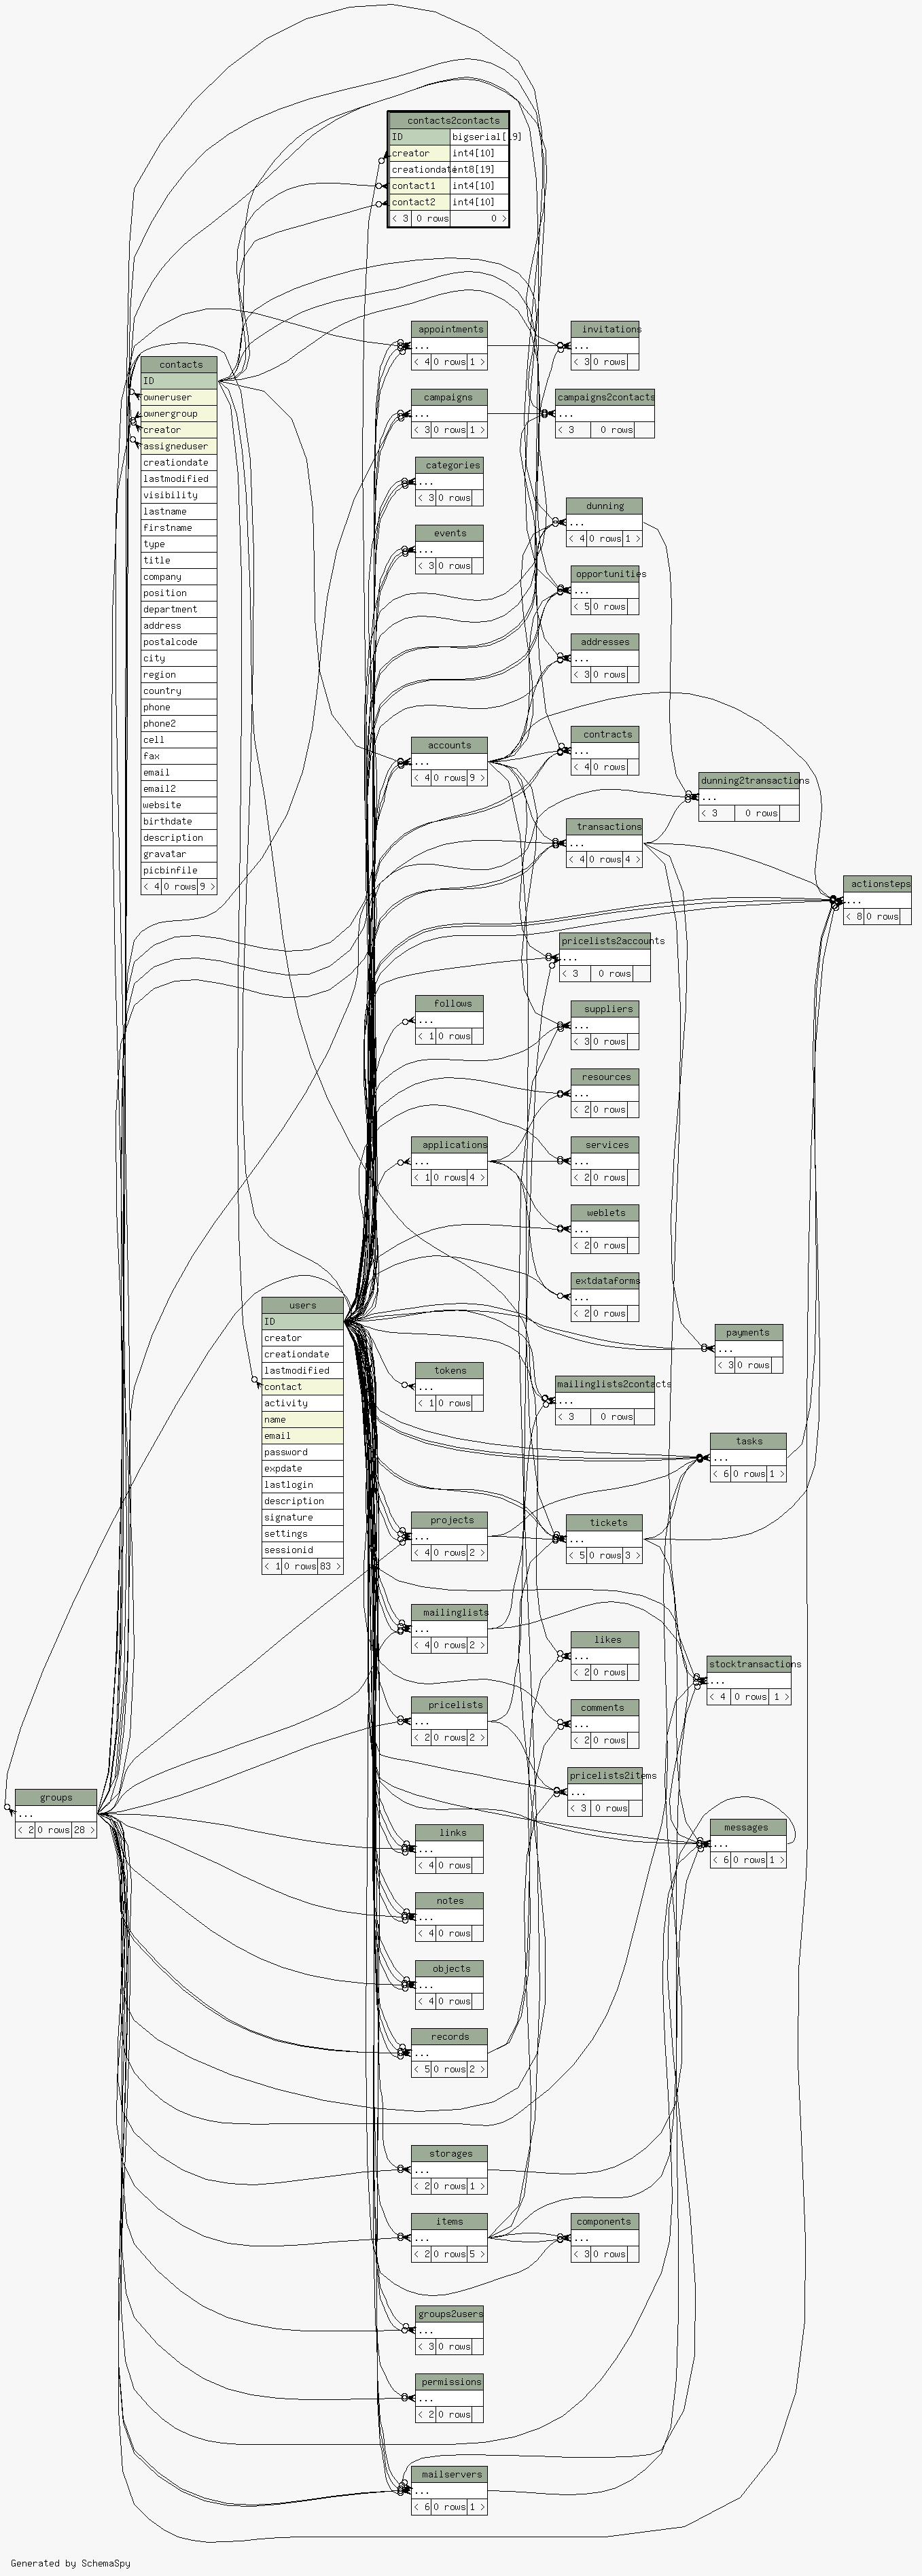 contacts2contacts
ID bigserial[19]
creator int4[10]
creationdate int8[19]
contact1 int4[10]
contact2 int4[10]
< 3 0 rows 0 >
appointments
...
< 4 0 rows 1 >
invitations
...
< 3 0 rows
contacts
ID
owneruser
ownergroup
creator
assigneduser
creationdate
lastmodified
visibility
lastname
firstname
type
title
company
position
department
address
postalcode
city
region
country
phone
phone2
cell
fax
email
email2
website
birthdate
description
gravatar
picbinfile
< 4 0 rows 9 >
campaigns
...
< 3 0 rows 1 >
campaigns2contacts
...
< 3 0 rows
categories
...
< 3 0 rows
events
...
< 3 0 rows
dunning
...
< 4 0 rows 1 >
opportunities
...
< 5 0 rows
addresses
...
< 3 0 rows
accounts
...
< 4 0 rows 9 >
contracts
...
< 4 0 rows
dunning2transactions
...
< 3 0 rows
transactions
...
< 4 0 rows 4 >
actionsteps
...
< 8 0 rows
pricelists2accounts
...
< 3 0 rows
follows
...
< 1 0 rows
suppliers
...
< 3 0 rows
resources
...
< 2 0 rows
applications
...
< 1 0 rows 4 >
services
...
< 2 0 rows
weblets
...
< 2 0 rows
extdataforms
...
< 2 0 rows
users
ID
creator
creationdate
lastmodified
contact
activity
name
email
password
expdate
lastlogin
description
signature
settings
sessionid
< 1 0 rows 83 >
payments
...
< 3 0 rows
tokens
...
< 1 0 rows
mailinglists2contacts
...
< 3 0 rows
tasks
...
< 6 0 rows 1 >
projects
...
< 4 0 rows 2 >
tickets
...
< 5 0 rows 3 >
mailinglists
...
< 4 0 rows 2 >
likes
...
< 2 0 rows
stocktransactions
...
< 4 0 rows 1 >
pricelists
...
< 2 0 rows 2 >
comments
...
< 2 0 rows
pricelists2items
...
< 3 0 rows
groups
...
< 2 0 rows 28 >
messages
...
< 6 0 rows 1 >
links
...
< 4 0 rows
notes
...
< 4 0 rows
objects
...
< 4 0 rows
records
...
< 5 0 rows 2 >
storages
...
< 2 0 rows 1 >
items
...
< 2 0 rows 5 >
components
...
< 3 0 rows
groups2users
...
< 3 0 rows
permissions
...
< 2 0 rows
mailservers
...
< 6 0 rows 1 >
Generated by SchemaSpy